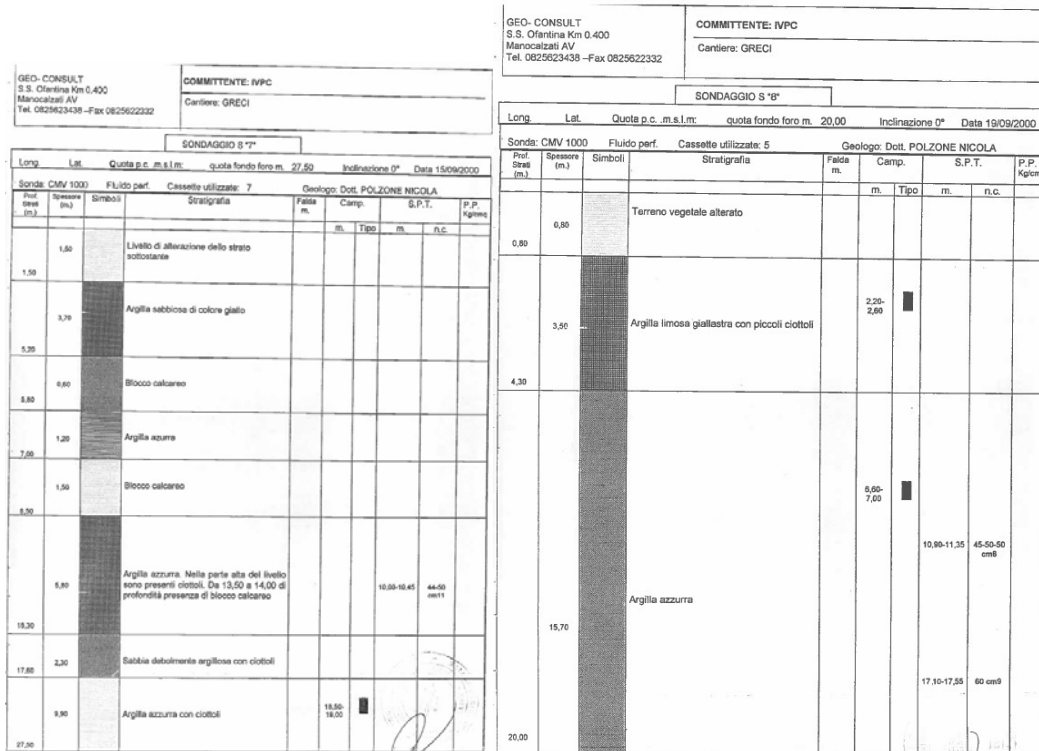 GEO- CONSULT
S.S. Ofantina Km 0,400
Manocalzati AV
Tel. 0825623438 –Fax 0825622332
COMMITTENTE: IVPC
Cantiere: GRECI
SONDAGGIO S "7"
Long. Lat. Quota p.c. .m.s.l.m: quota fondo foro m. 27,50 Inclinazione 0° Data 15/09/2000
Sonda: CMV 1000 Fluido perf. Cassette utilizzate: 7 Geologo: Dott. POLZONE NICOLA
Prof. Strati (m.) Spessore (m.) Simboli Stratigrafia Falda m. Camp. S.P.T. P.P. Kg/cmq
m. Tipo m. n.c.
1,50 Livello di alterazione dello strato
sottostante
1,50
Argilla sabbiosa di colore giallo
3,70
5,20
0,60 Blocco calcareo
5,80
1,20 Argilla azurra
7,00
1,50 Blocco calcareo
8,50
Argilla azzurra. Nella parte alta del livello
5,80 sono presenti ciottoli. Da 13,50 a 14,00 di 10,00-10,45 44-50
profondità presenza di blocco calcareo cm11
15,30
2,30 Sabbia debolmente argillosa con ciottoli
17,60
9,90 Argilla azzurra con ciottoli 18,50-
19,00
27,50
GEO- CONSULT
S.S. Ofantina Km 0.400
Manocalzati AV
Tel. 0825623438 –Fax 0825662332
COMMITTENTE: IVPC
Cantiere: GRECI
SONDAGGIO S "8"
Long. Lat. Quota p.c. .m.s.l.m: quota fondo foro m. 20,00 Inclinazione 0° Data 19/09/2000
Sonda: CMV 1000 Fluido perf. Cassette utilizzate: 5 Geologo: Dott. POLZONE NICOLA
Prof. Strati (m.) Spessore (m.) Simboli Stratigrafia Falda m. Camp. S.P.T. P.P. Kg/cm
m. Tipo m. n.c.
Terreno vegetale alterato
0,80
0,80
2,20-
2,60
3,50 Argilla limosa giallastra con piccoli ciottoli
4,30
6,60-
7,00
10,90-11,35 45-50-50
cm8
Argilla azzurra
15,70
17,10-17,55 60 cm9
20,00